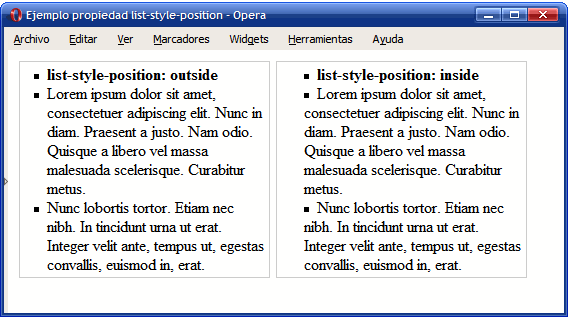 Ejemplo propiedad list-style-position - Opera
Archivo Editar Ver Marcadores Widgets Herramientas Ayuda
list-style-position: outside
Lorem ipsum dolor sit amet,
consectetuer adipiscing elit. Nunc in
diam. Praesent a justo. Nam odio.
Quisque a libero vel massa
malesuada scelerisque. Curabitur
metus.
Nunc lobortis tortor. Etiam nec
nibh. In tincidunt urna ut erat.
Integer velit ante, tempus ut, egestas
convallis, euismod in, erat.
list-style-position: inside
Lorem ipsum dolor sit amet,
consectetuer adipiscing elit. Nunc in
diam. Praesent a justo. Nam odio.
Quisque a libero vel massa
malesuada scelerisque. Curabitur
metus.
Nunc lobortis tortor. Etiam nec
nibh. In tincidunt urna ut erat.
Integer velit ante, tempus ut, egestas
convallis, euismod in, erat.